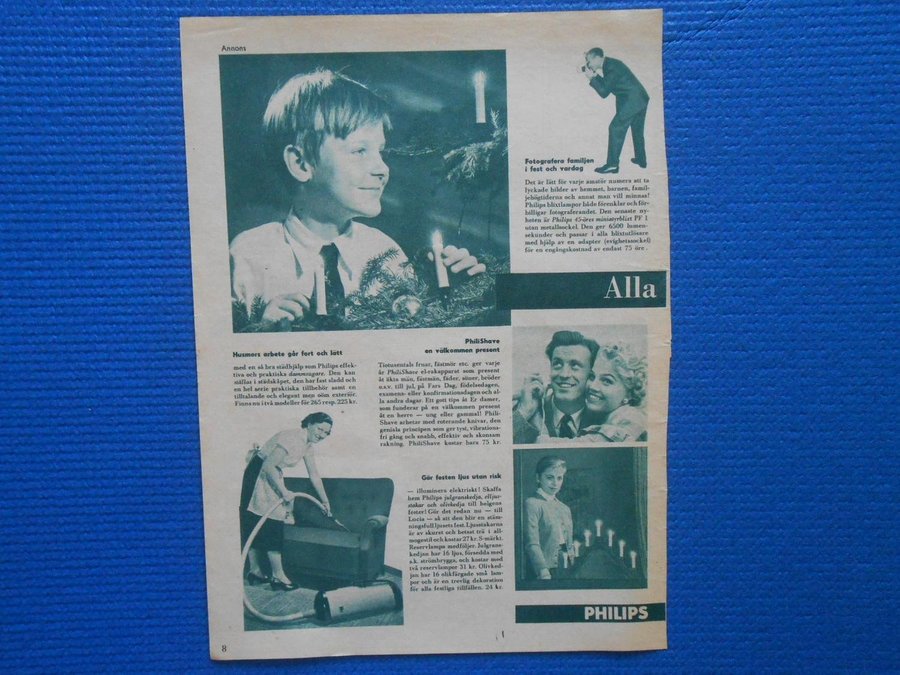 Annons
Fotografera familjen
i fest och vardag
Det är lätt för varje amatör numera att ta
lyckade bilder av hemmet, barnen, famil-
jehögtiderna och annat man vill minnas!
Philips blixtlampor både förenklar och för-
billigar fotograferandet. Den senaste ny-
heten är Philips 45-öres miniatyrblixt PF 1
utan metallsockel. Den ger 6500 lumen-
sekunder och passar i alla blixtutlösare
med hjälp av en adapter (evighetssockel)
för en engångskostnad av endast 75 öre.
Alla
Husmors arbete går fort och lätt
med en så bra städhjälp som Philips effek-
tiva och praktiska dammsugare. Den kan
ställas i städskåpet, den har fast sladd och
en hel serie praktiska tillbehör samt en
tilltalande och elegant men oöm exteriör.
Finns nu i två modeller för 265 resp. 225 kr.
PhiliShave
en välkommen present
Tiotusentals fruar, fästmör etc. ger varje
år PhiliShave el-rakapparat som present
åt äkta män, fästmän, fäder, söner, bröder
o.s.v. till jul, på Fars Dag, födelsedagen,
examens- eller konfirmationsdagen och al-
la andra dagar. Ett gott tips åt Er damer,
som funderar på en välkommen present
åt en herre — ung eller gammal! Phili-
Shave arbetar med roterande knivar, den
geniala principen som ger tyst, vibrations-
fri gång och snabb, effektiv och skonsam
rakning. PhiliShave kostar bara 75 kr.
Gör festen ljus utan risk
— illuminera elektriskt! Skaffa
hem Philips julgranskedja, elljus-
stakar och olivkedja till helgens
fester! Gör det redan nu — till
Lucia — så att den blir en stäm-
ningsfull ljusets fest. Ljusstakarna
är av skuret och betsat trä i all-
mogestil och kostar 27 kr. S-märkt.
Reservlampa medföljer. Julgrans-
kedjan har 16 ljus, försedda med
s.k. strömbrygga, och kostar med
två reservlampor 31 kr. Olivked-
jan har 16 olikfärgade små lam-
por och är en trevlig dekoration
för alla festliga tillfällen. 24 kr.
PHILIPS
8